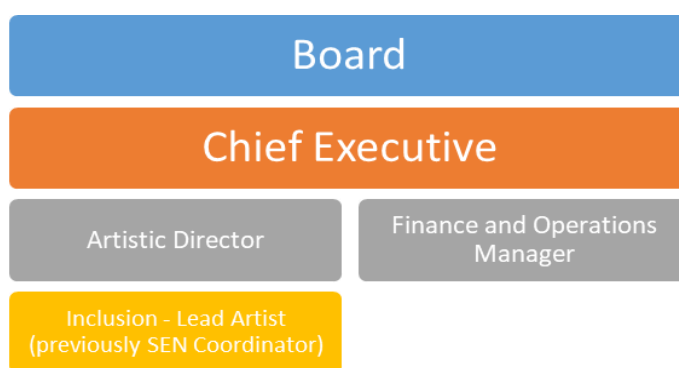 Board
Chief Executive
Artistic Director
Finance and Operations
Manager
Inclusion - Lead Artist
(previously SEN Coordinator)